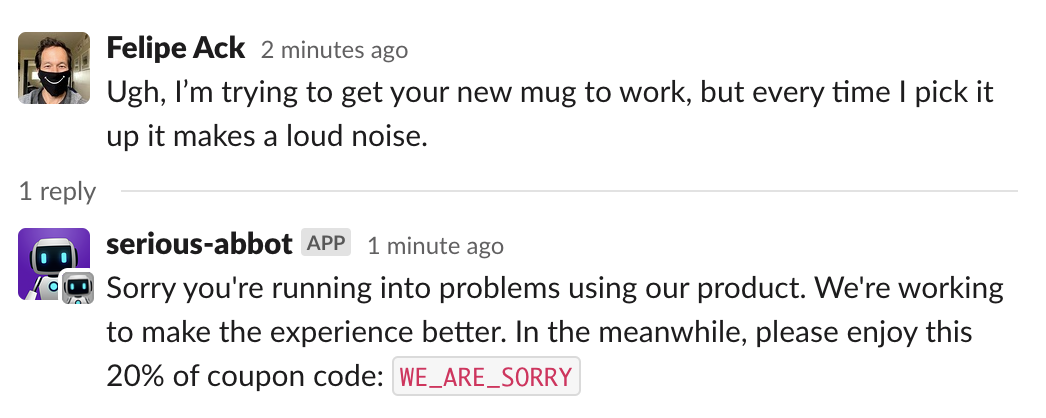 Felipe Ack 2 minutes ago
Ugh, I’m trying to get your new mug to work, but every time I pick it
up it makes a loud noise.
1 reply
serious-abbot APP 1 minute ago
Sorry you're running into problems using our product. We're working
to make the experience better. In the meanwhile, please enjoy this
20% of coupon code: WE_ARE_SORRY